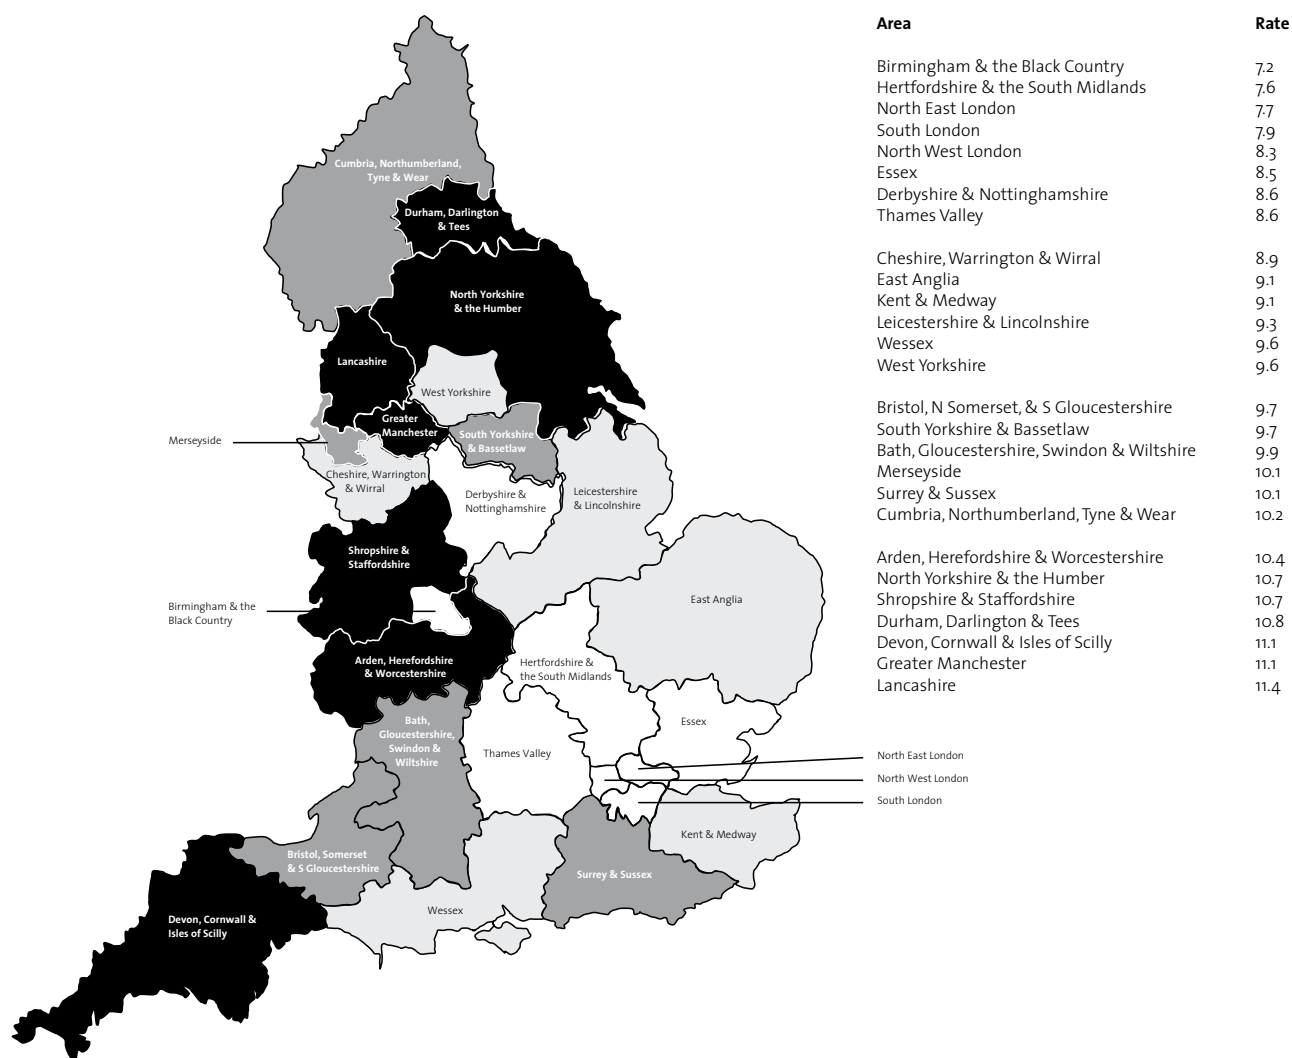 Area Rate
Birmingham & the Black Country 7.2
Hertfordshire & the South Midlands 7.6
North East London 7.7
South London 7.9
North West London 8.3
Essex 8.5
Derbyshire & Nottinghamshire 8.6
Thames Valley 8.6
Cheshire, Warrington & Wirral 8.9
East Anglia 9.1
Kent & Medway 9.1
Leicestershire & Lincolnshire 9.3
Wessex 9.6
West Yorkshire 9.6
Bristol, N Somerset, & S Gloucestershire 9.7
South Yorkshire & Bassetlaw 9.7
Bath, Gloucestershire, Swindon & Wiltshire 9.9
Merseyside 10.1
Surrey & Sussex 10.1
Cumbria, Northumberland, Tyne & Wear 10.2
Arden, Herefordshire & Worcestershire 10.4
North Yorkshire & the Humber 10.7
Shropshire & Staffordshire 10.7
Durham, Darlington & Tees 10.8
Devon, Cornwall & Isles of Scilly 11.1
Greater Manchester 11.1
Lancashire 11.4
Cumbria, Northumberland,
Tyne & Wear
Durham, Darlington
& Tees
North Yorkshire
& the Humber
Lancashire
West Yorkshire
Greater
Manchester
South Yorkshire
& Bassetlaw
Merseyside
Cheshire, Warrington
& Wirral
Derbyshire &
Nottinghamshire
Leicestershire
& Lincolnshire
Shropshire &
Staffordshire
Birmingham & the
Black Country
East Anglia
Arden, Herefordshire
& Worcestershire
Hertfordshire &
the South Midlands
Bath,
Gloucestershire,
Swindon &
Wiltshire
Essex
Thames Valley
North East London
North West London
South London
Kent & Medway
Bristol, Somerset
& S Gloucestershire
Surrey & Sussex
Wessex
Devon, Cornwall &
Isles of Scilly